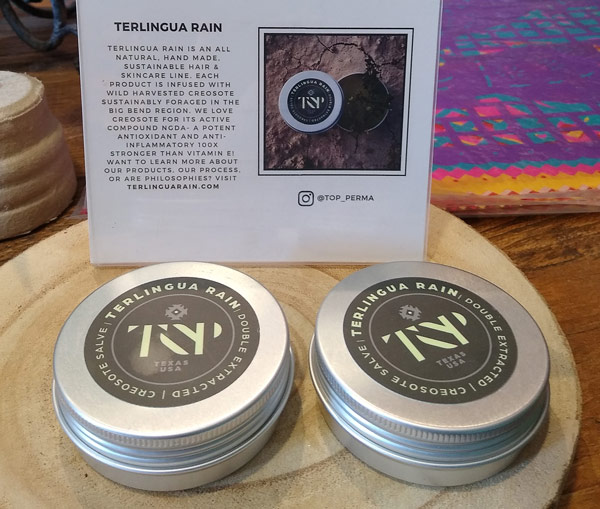 TERLINGUA RAIN
TERLINGUA RAIN IS AN ALL
NATURAL, HAND MADE,
SUSTAINABLE HAIR &
SKINCARE LINE. EACH
PRODUCT IS INFUSED WITH
WILD HARVESTED CREOSOTE
SUSTAINABLY FORAGED IN THE
BIG BEND REGION. WE LOVE
CREOSOTE FOR ITS ACTIVE
COMPOUND NGDA- A POTENT
ANTIOXIDANT AND ANTI-
INFLAMMATORY 100X
STRONGER THAN VITAMIN E!
WANT TO LEARN MORE ABOUT
OUR PRODUCTS, OUR PROCESS,
OR ARE PHILOSOPHIES? VISIT
TERLINGUARAIN.COM
TERLINGUA RAIN
@TOP_PERMA
TERLINGUA RAIN | DOUBLE EXTRACTED | CREOSOTE SALVE |
TOP
TEXAS
USA
TERLINGUA RAIN | DOUBLE EXTRACTED | CREOSOTE SALVE |
TOP
TEXAS
USA